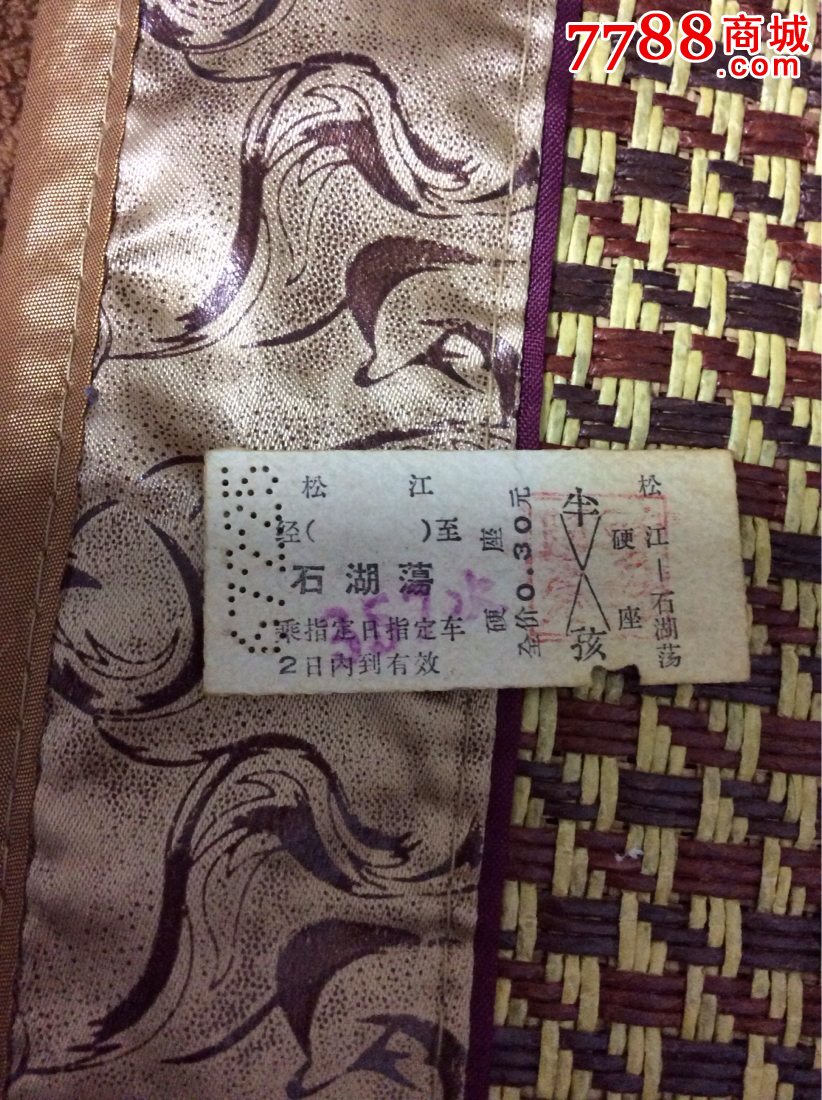 7788商城
.com
松江
经( )至
石湖蕩
乘指定日指定车
2日内到有效
硬座
全价0.30元
半
孩
硬座
松江—石湖荡